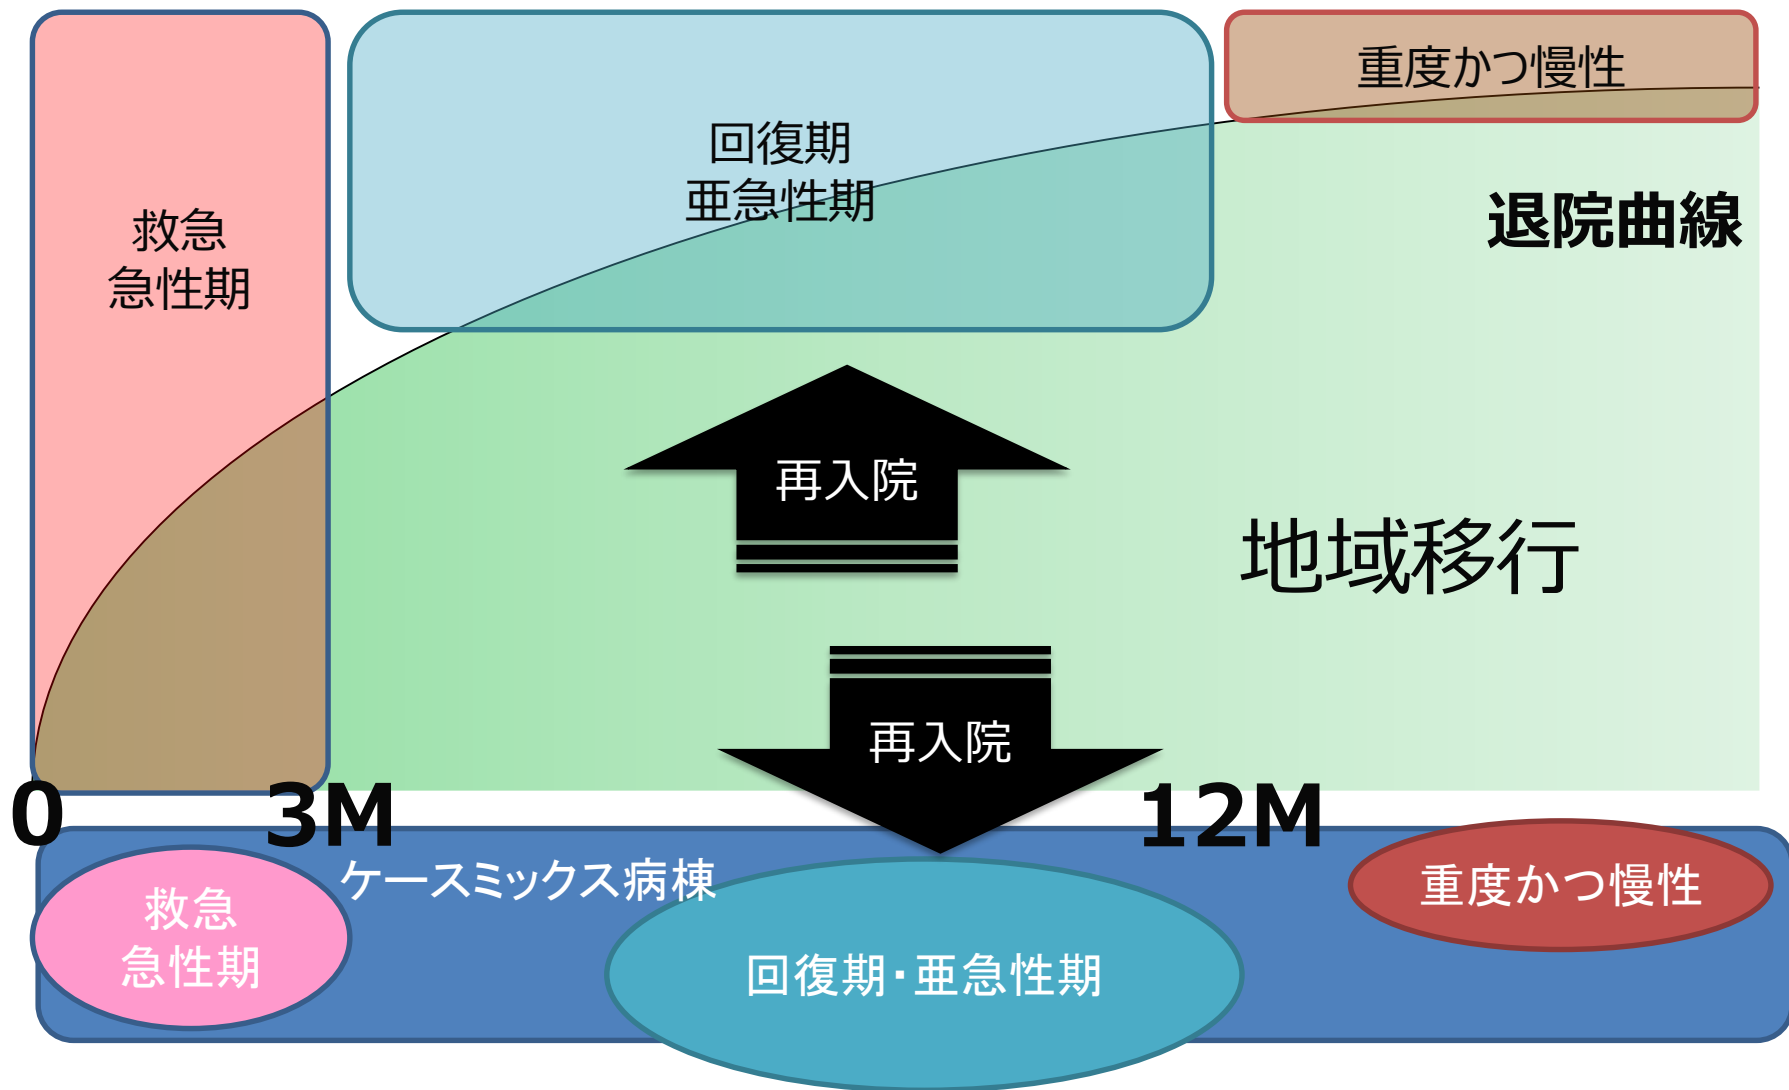 重度かつ慢性
回復期
亜急性期
救急
急性期
退院曲線
再入院
地域移行
再入院
0
3M
12M
ケースミックス病棟
重度かつ慢性
救急
急性期
回復期・亜急性期